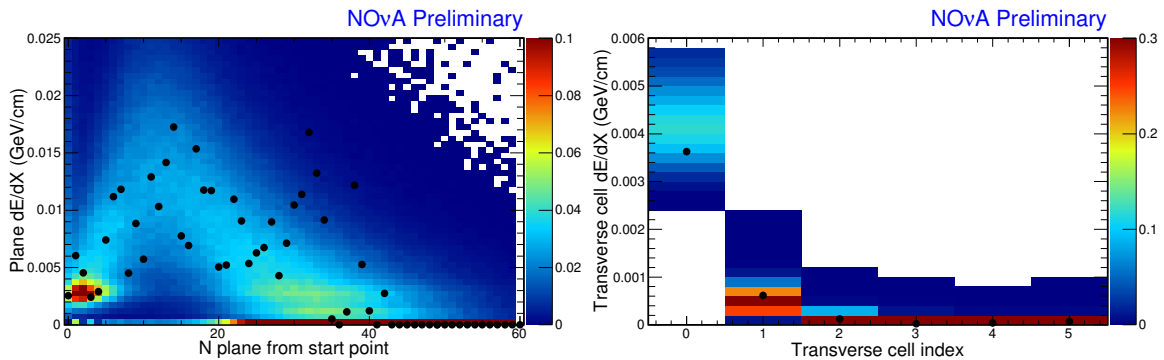 NOνA Preliminary
Plane dE/dX (GeV/cm)
0.025
0.02
0.015
0.01
0.005
0
0 20 40 60
N plane from start point
0.1
0.08
0.06
0.04
0.02
0
NOνA Preliminary
Transverse cell dE/dX (GeV/cm)
0.006
0.005
0.004
0.003
0.002
0.001
0.000
0 1 2 3 4 5
Transverse cell index
0.3
0.2
0.1
0